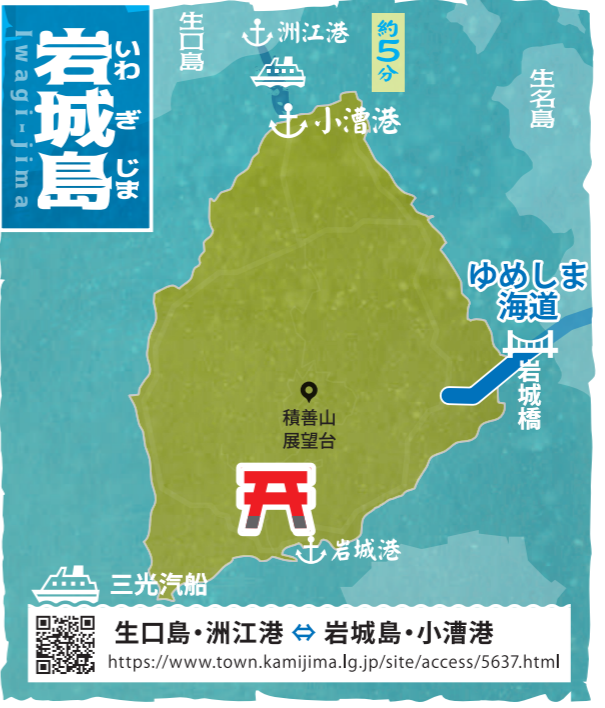 岩城島
いわぎじま
Iwagi-jima
生口島
洲江港
約5分
小漕港
生名島
ゆめしま
海道
岩城橋
積善山
展望台
岩城港
三光汽船
生口島・洲江港 ⇔ 岩城島・小漕港
https://www.town.kamijima.lg.jp/site/access/5637.html